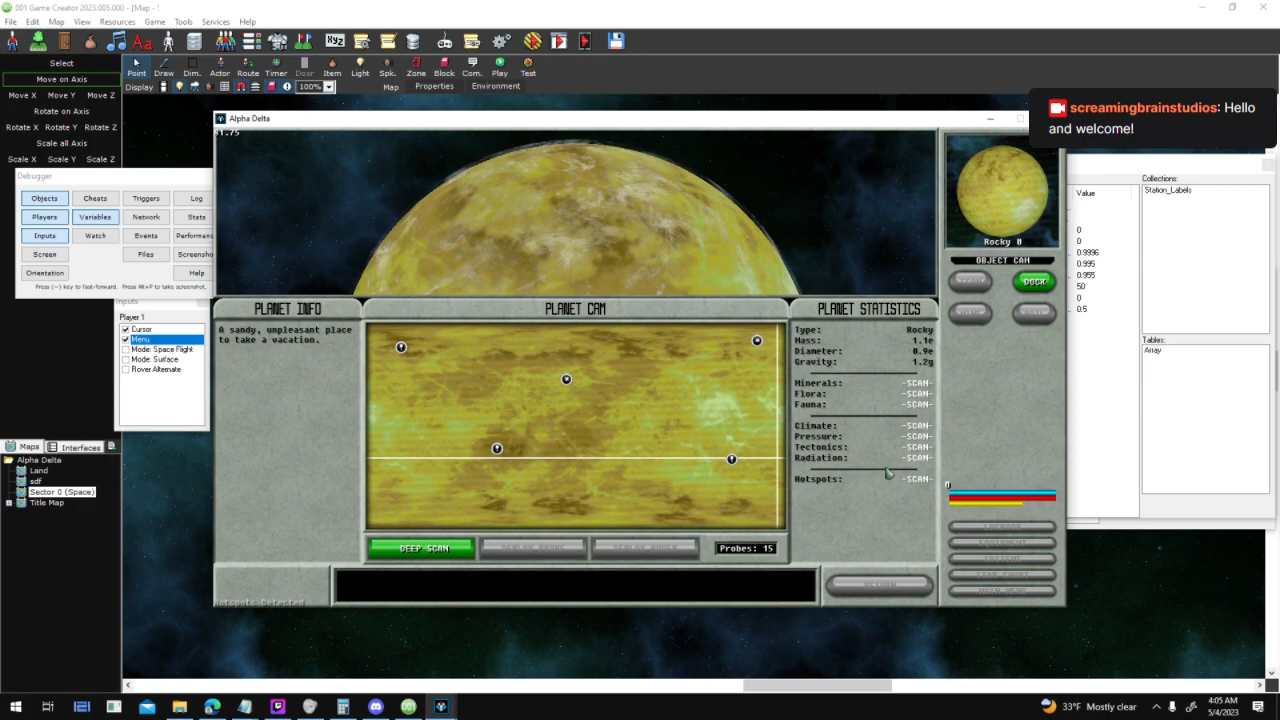 001 Game Creator 2023.005.000 - [Map - !
File Edit Map View Resources Game Tools Services Help
Select
Move on Axis
Move X Move Y Move Z
Rotate on Axis
Rotate X Rotate Y Rotate Z
Scale all Axis
Scale X Scale Y Scale Z
Point Draw Dim. Actor Route Timer Door Item Light Spk. Zone Block Com. Play Test
Display 100% Map Properties Environment
screamingbrainstudios: Hello
and welcome!
Alpha Delta
41.75
Debugger
Objects Cheats Triggers Log
Players Variables Network Stats
Inputs Watch Events Performanc
Screen Files Screensho
Orientation Help
Press (~) key to fast-forward. Press Alt+P to take screenshot.
Inputs
Player 1
Cursor
Menu
Mode: Space Flight
Mode: Surface
Rover Alternate
Maps Interfaces
Alpha Delta
Land
sdf
Sector 0 (Space)
Title Map
PLANET INFO
A sandy, unpleasant place
to take a vacation.
PLANET CAM
DEEP SCAN
Probes: 15
Hotspots Detected
RETURN
PLANET STATISTICS
Type: Rocky
Mass: 1.1e
Diameter: 0.9e
Gravity: 1.2g
Minerals: -SCAN-
Flora: -SCAN-
Fauna: -SCAN-
Climate: -SCAN-
Pressure: -SCAN-
Tectonics: -SCAN-
Radiation: -SCAN-
Hotspots: -SCAN-
Rocky 0
OBJECT CAM
DOCK
0
Value
0
0
0.9996
0.995
0.955
50
0
0.5
Collections:
Station_Labels
Tables:
Array
33°F Mostly clear
4:05 AM
5/4/2023